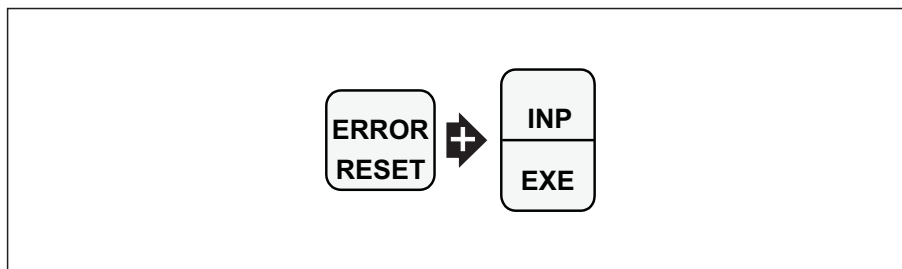 ERROR
RESET
+
INP
EXE